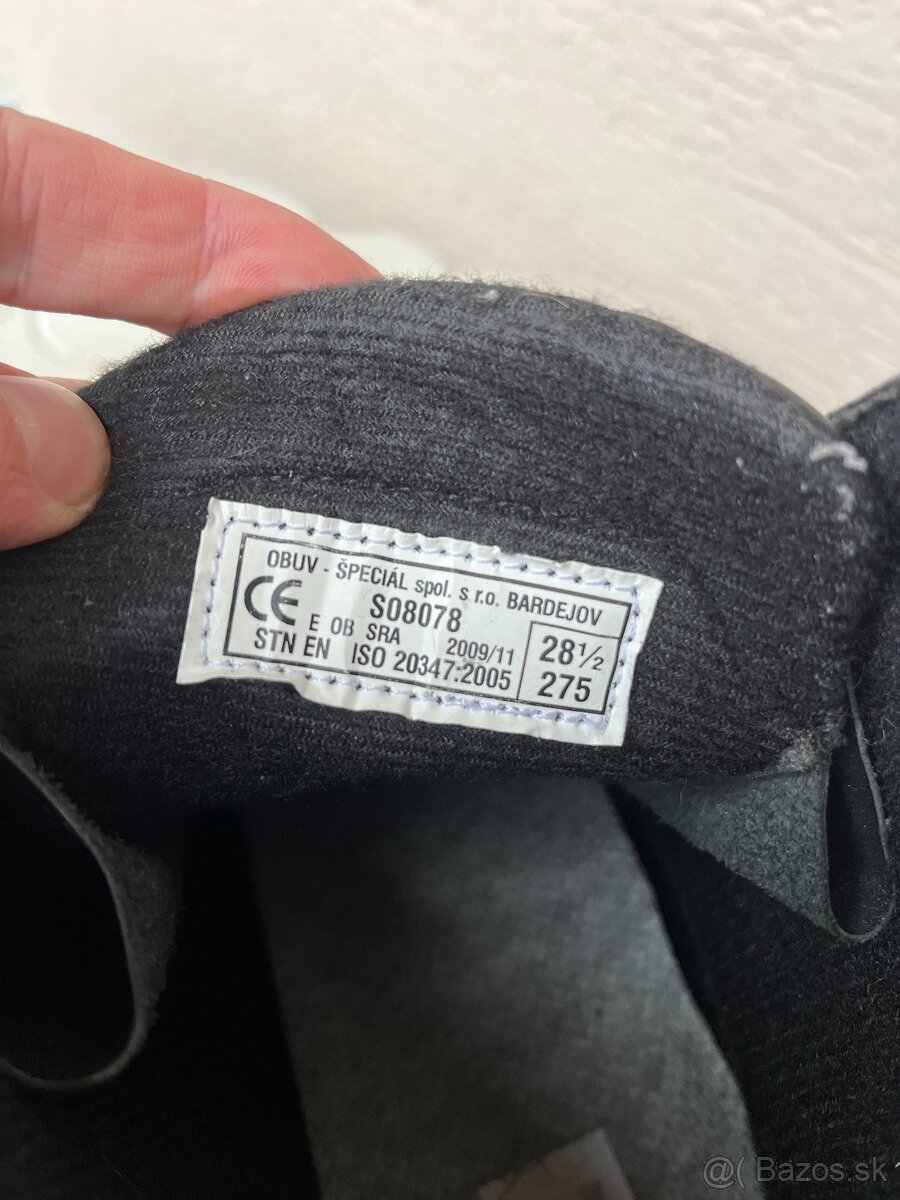 OBUV - ŠPECIÁL spol. s r.o. BARDEJOV
CE S08078
E OB SRA 2009/11
STN EN ISO 20347:2005
28½
275
@( Bazos.sk